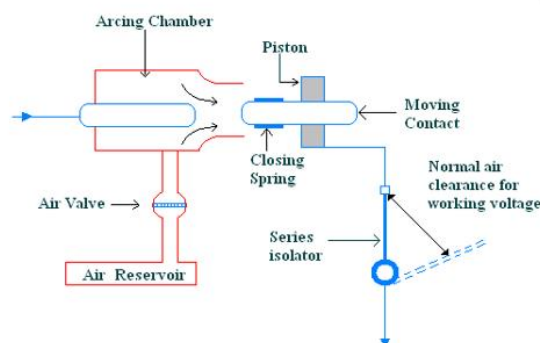 Arcing Chamber
Piston
Moving
Contact
Closing
Spring
Normal air
clearance for
working voltage
Air Valve
Series
isolator
Air Reservoir